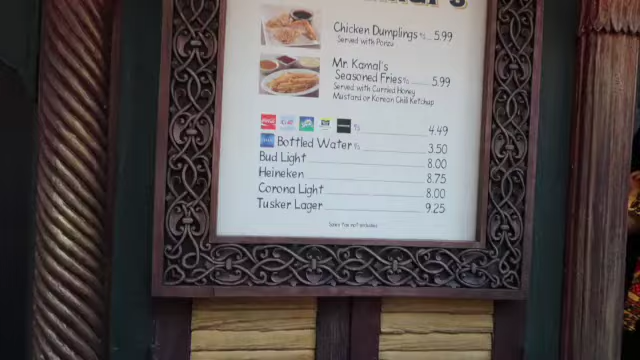 Chicken Dumplings 5.99
Served with Ponzu
Mr. Kamal's
Seasoned Fries 5.99
Served with Curried Honey
Mustard or Korean Chili Ketchup
4.49
Bottled Water 3.50
Bud Light 8.00
Heineken 8.75
Corona Light 8.00
Tusker Lager 9.25